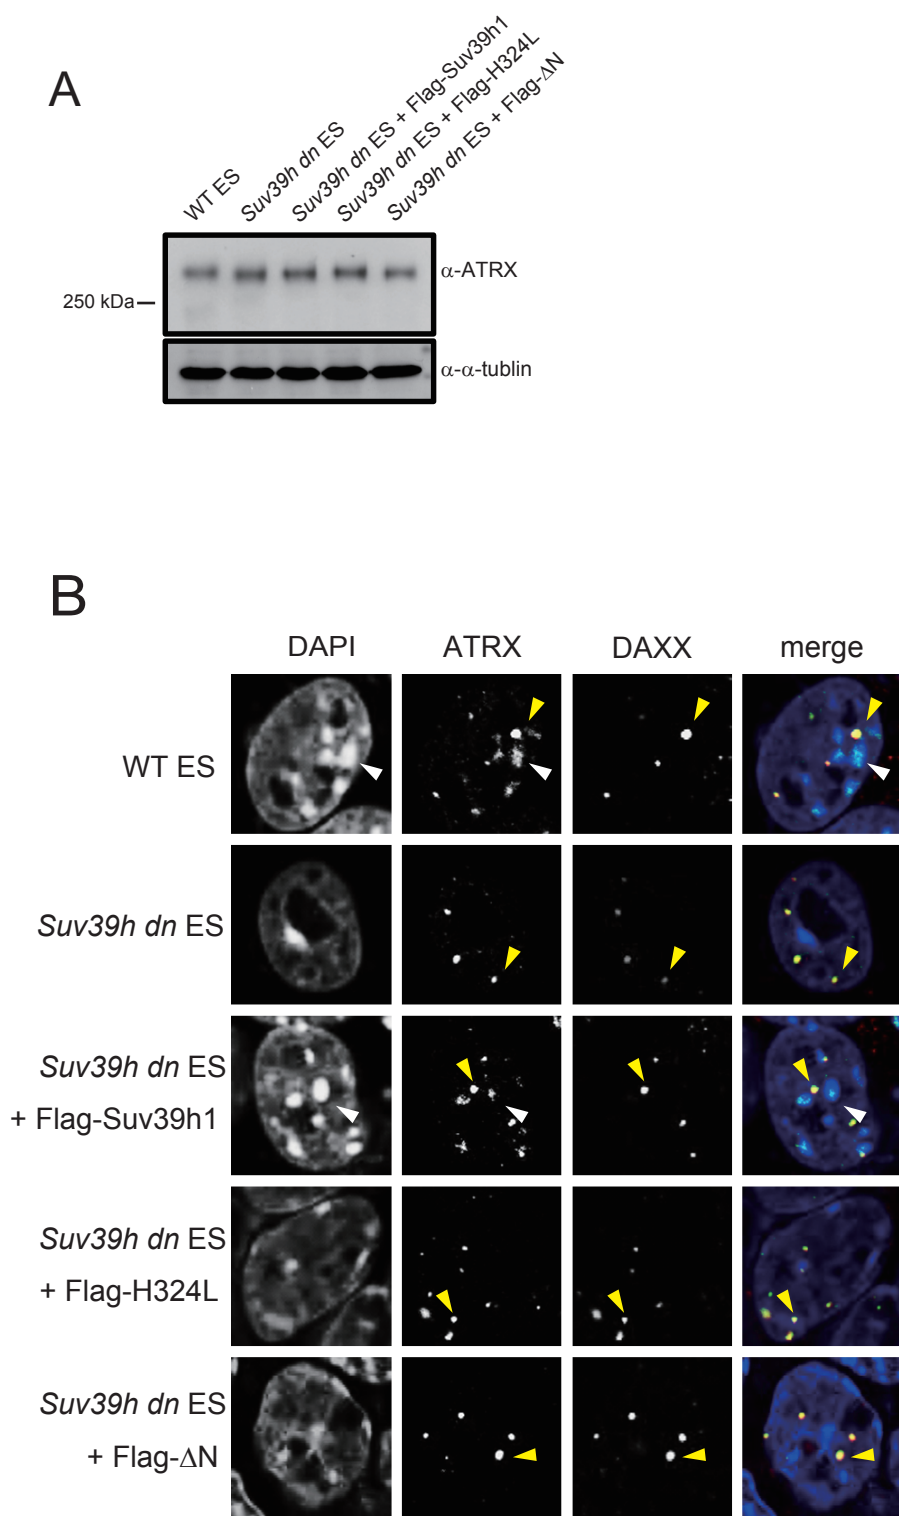 A
WT ES
Suv39h dn ES
Suv39h dn ES + Flag-Suv39h1
Suv39h dn ES + Flag-H324L
Suv39h dn ES + Flag-ΔN
α-ATRX
250 kDa
α-α-tublin
B
DAPI ATRX DAXX merge
WT ES
Suv39h dn ES
Suv39h dn ES
+ Flag-Suv39h1
Suv39h dn ES
+ Flag-H324L
Suv39h dn ES
+ Flag-ΔN